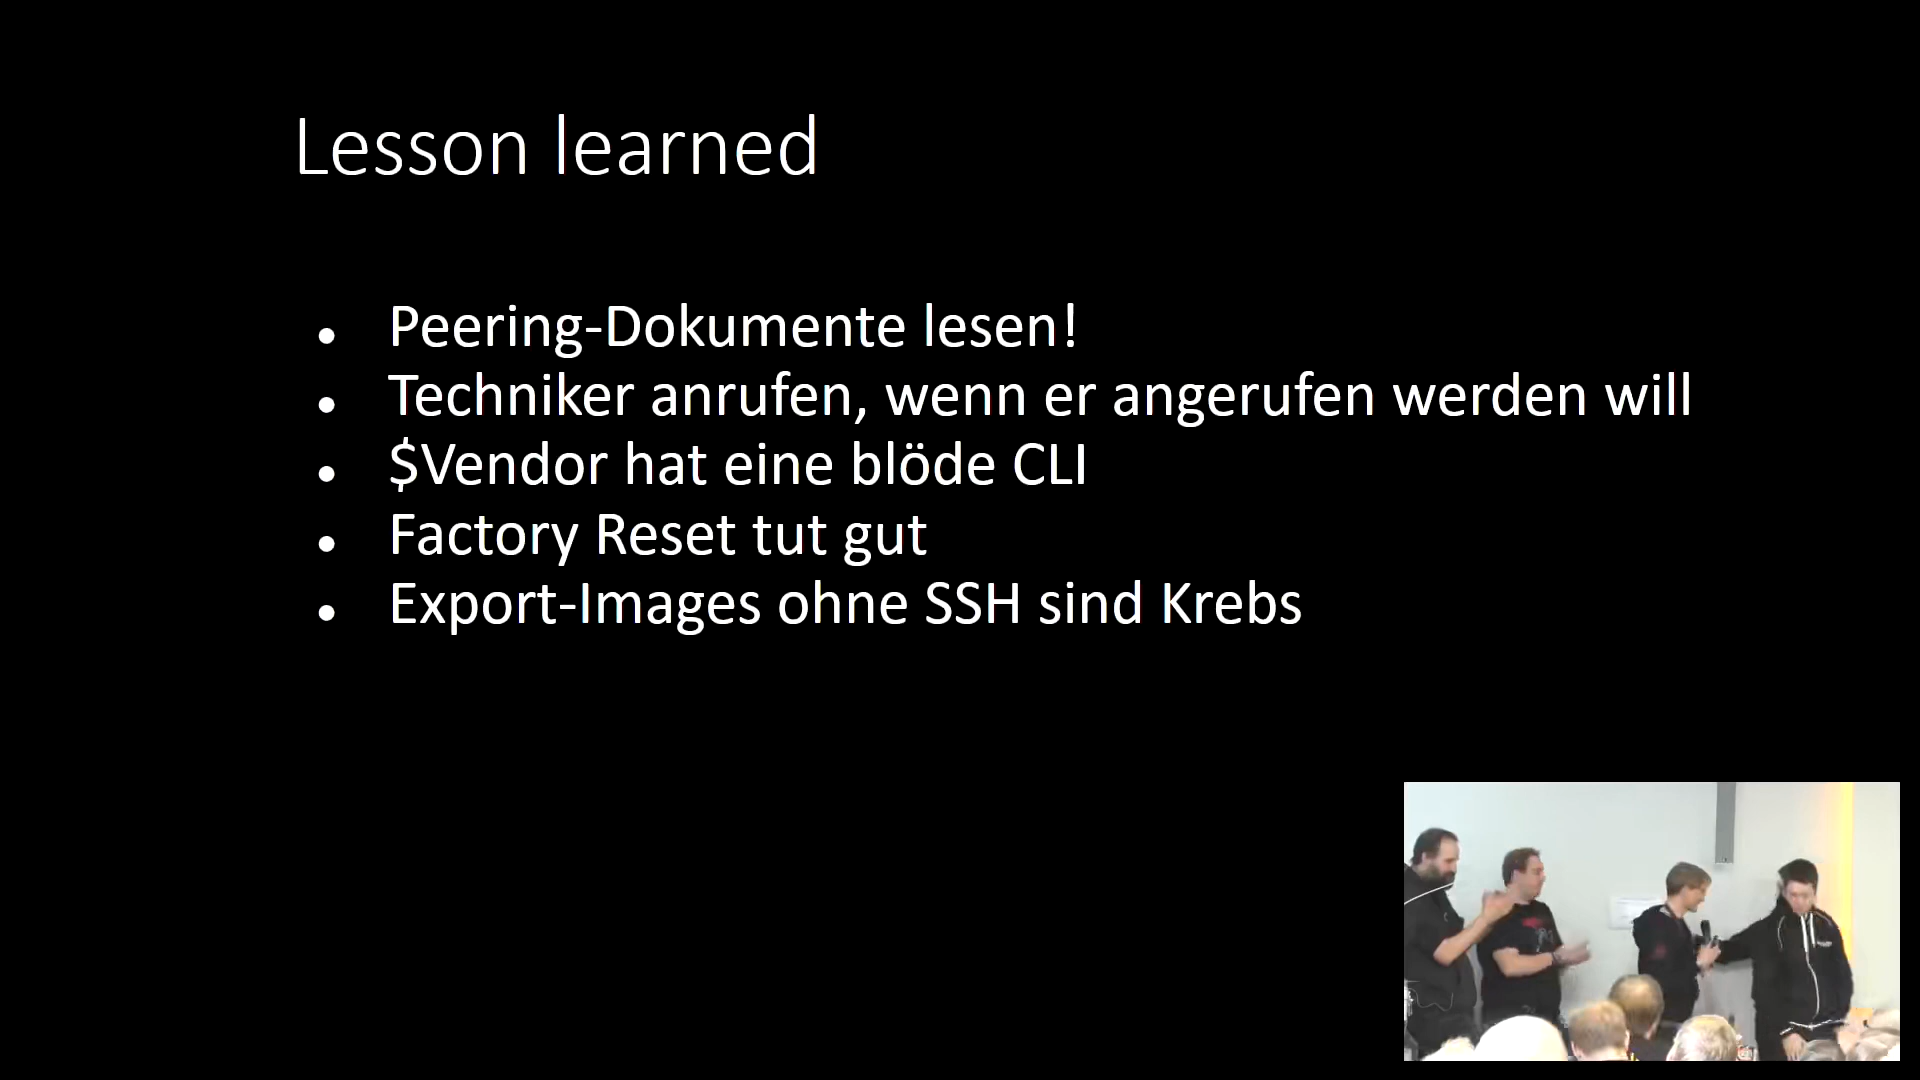 Lesson learned
Peering-Dokumente lesen!
Techniker anrufen, wenn er angerufen werden will
$Vendor hat eine blöde CLI
Factory Reset tut gut
Export-Images ohne SSH sind Krebs